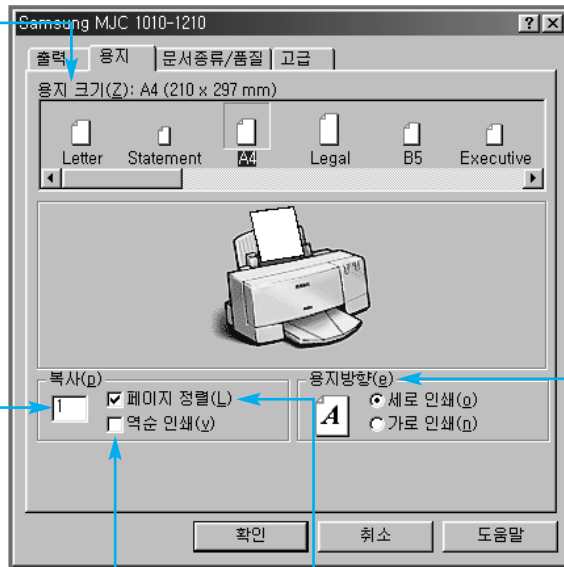 Samsung MJC 1010-1210
출력 용지 문서종류/품질 고급
용지 크기(Z): A4 (210 x 297 mm)
Letter Statement A4 Legal B5 Executive
복사(p)
1
페이지 정렬(L)
역순 인쇄(v)
용지방향(e)
A
세로 인쇄(o)
가로 인쇄(n)
확인 취소 도움말